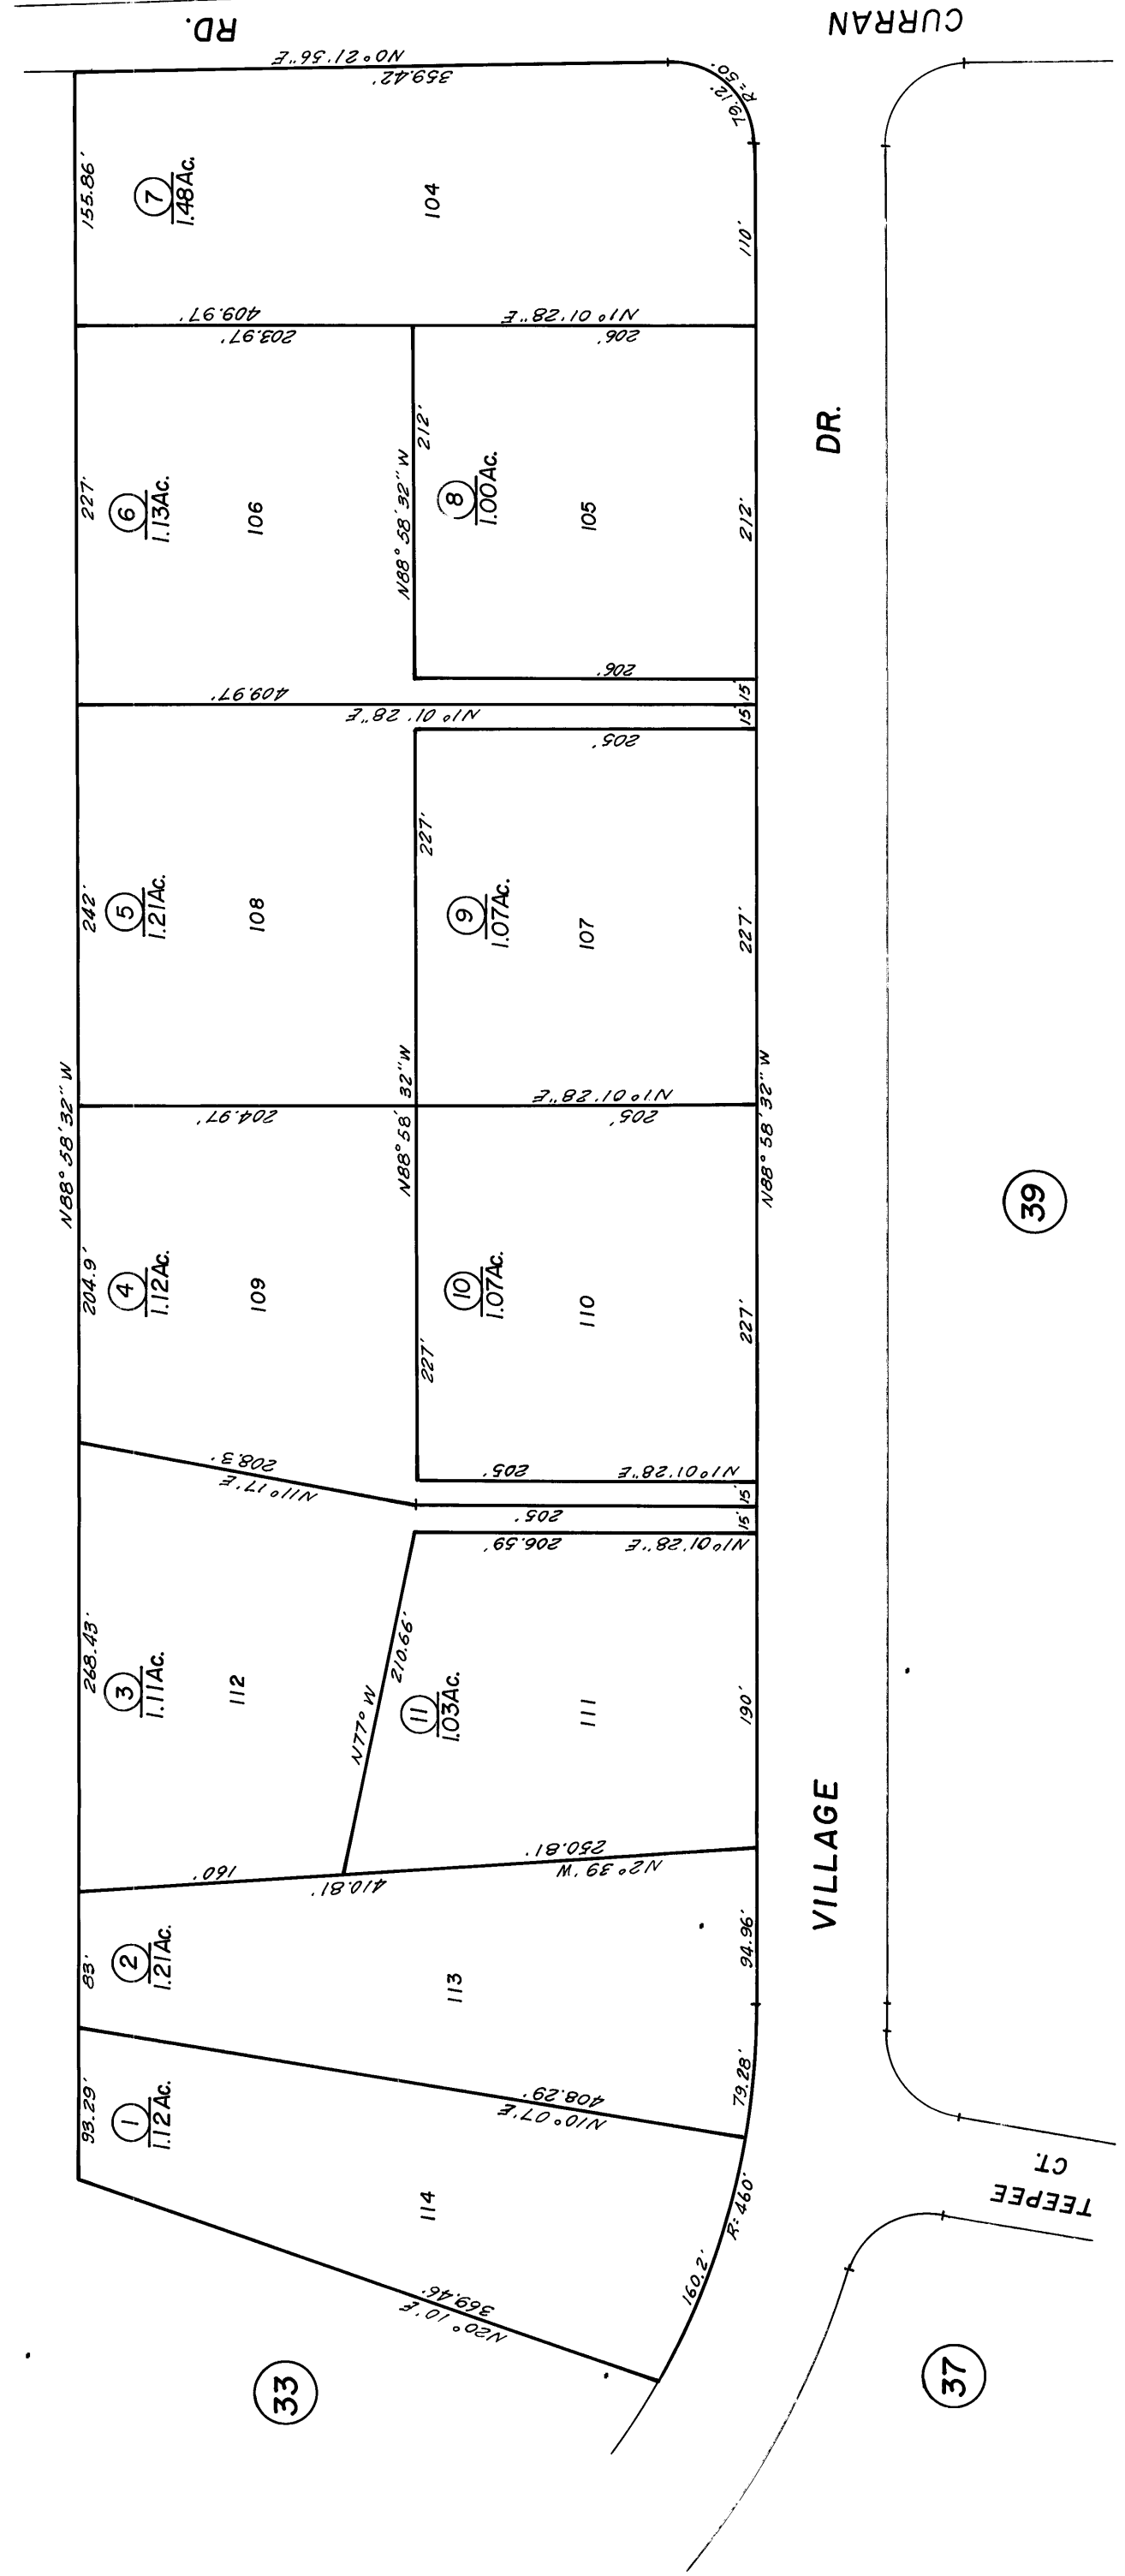 N88° 58' 32" W
93.29'
1
1.12Ac.
114
N20° 10' E
369.46'
160.2'
R=460'
N10° 07' E
408.29'
83'
2
1.21Ac.
113
79.28'
94.96'
160'
410.81'
N2° 39' W
250.81'
268.43'
3
1.11Ac.
112
N77° W
210.66'
11
1.03Ac.
111
190'
N11° 17' E
208.3'
206.59'
N1° 01' 28" E
205'
15'
15'
205'
N1° 01' 28" E
204.9'
4
1.12Ac.
109
204.97'
N88° 58' 32" W
227'
10
1.07Ac.
110
227'
205'
N1° 01' 28" E
N88° 58' 32" W
242'
5
1.21Ac.
108
227'
9
1.07Ac.
107
227'
205'
N1° 01' 28" E
409.97'
15'
15'
206'
227'
6
1.13Ac.
106
203.97'
N88° 58' 32" W
212'
8
1.00Ac.
105
212'
206'
N1° 01' 28" E
409.97'
155.86'
7
1.48Ac.
104
110'
79.12'
R=50'
359.42'
N0° 21' 56" E
CURRAN
RD.
VILLAGE
DR.
TEEPEE
CT.
33
37
39